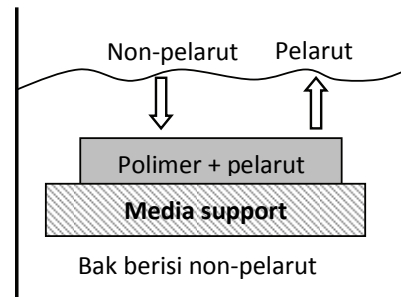 Non-pelarut Pelarut
Polimer + pelarut
Media support
Bak berisi non-pelarut